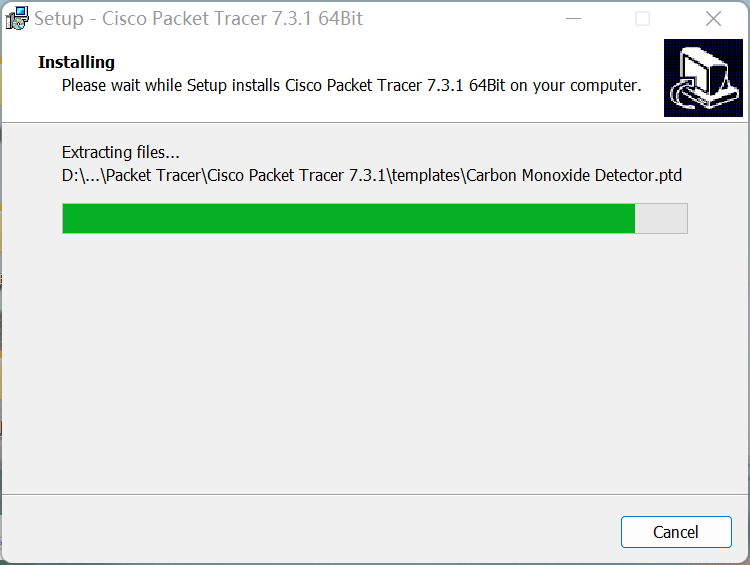 Setup - Cisco Packet Tracer 7.3.1 64Bit
Installing
Please wait while Setup installs Cisco Packet Tracer 7.3.1 64Bit on your computer.
Extracting files...
D:\...\Packet Tracer\Cisco Packet Tracer 7.3.1\templates\Carbon Monoxide Detector.ptd
Cancel